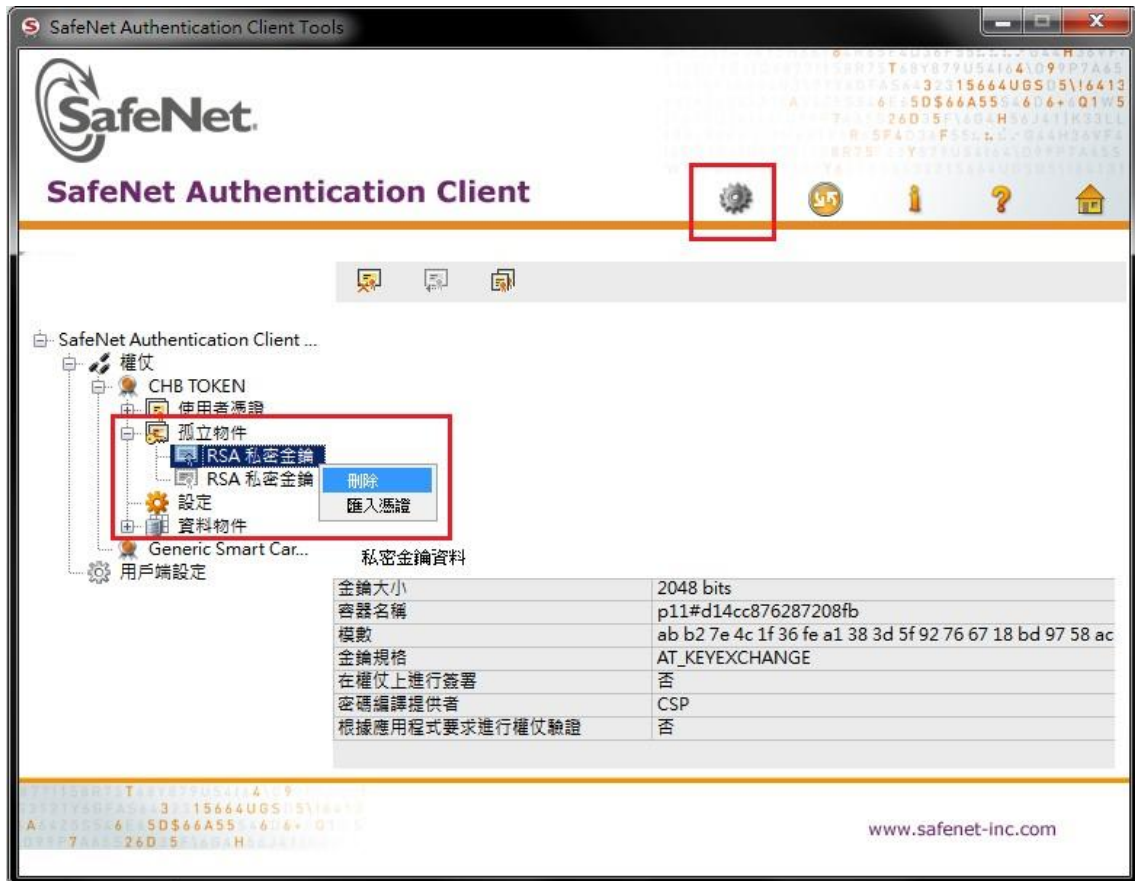 SafeNet Authentication Client Tools
SafeNet.
SafeNet Authentication Client
SafeNet Authentication Client ...
權仗
CHB TOKEN
使用者憑證
孤立物件
RSA 私密金鑰
RSA 私密金鑰
刪除
匯入憑證
設定
資料物件
Generic Smart Car...
用戶端設定
私密金鑰資料
金鑰大小 2048 bits
容器名稱 p11#d14cc876287208fb
模數 ab b2 7e 4c 1f 36 fe a1 38 3d 5f 92 76 67 18 bd 97 58 ac
金鑰規格 AT_KEYEXCHANGE
在權仗上進行簽署 否
密碼編譯提供者 CSP
根據應用程式要求進行權仗驗證 否
www.safenet-inc.com